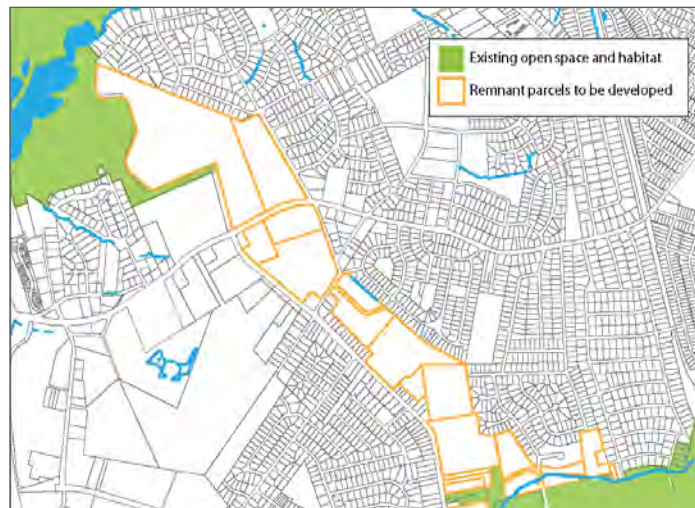 Existing open space and habitat
Remnant parcels to be developed